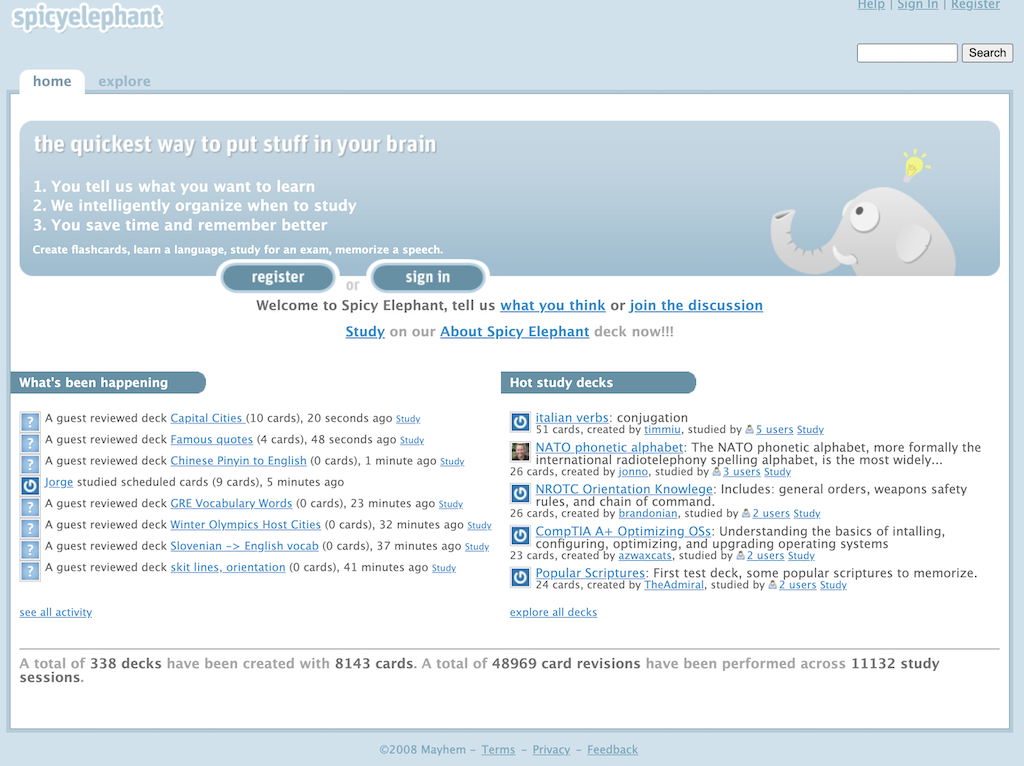 spicyelephant
Help | Sign In | Register
Search
home explore
the quickest way to put stuff in your brain
1. You tell us what you want to learn
2. We intelligently organize when to study
3. You save time and remember better
Create flashcards, learn a language, study for an exam, memorize a speech.
register or sign in
Welcome to Spicy Elephant, tell us what you think or join the discussion
Study on our About Spicy Elephant deck now!!!
What's been happening
? A guest reviewed deck Capital Cities (10 cards), 20 seconds ago Study
? A guest reviewed deck Famous quotes (4 cards), 48 seconds ago Study
? A guest reviewed deck Chinese Pinyin to English (0 cards), 1 minute ago Study
Jorge studied scheduled cards (9 cards), 5 minutes ago
? A guest reviewed deck GRE Vocabulary Words (0 cards), 23 minutes ago Study
? A guest reviewed deck Winter Olympics Host Cities (0 cards), 32 minutes ago Study
? A guest reviewed deck Slovenian -> English vocab (0 cards), 37 minutes ago Study
? A guest reviewed deck skit lines, orientation (0 cards), 41 minutes ago Study
see all activity
Hot study decks
italian verbs: conjugation
51 cards, created by timmiu, studied by 5 users Study
NATO phonetic alphabet: The NATO phonetic alphabet, more formally the
international radiotelephony spelling alphabet, is the most widely...
26 cards, created by jonno, studied by 3 users Study
NROTC Orientation Knowlege: Includes: general orders, weapons safety
rules, and chain of command.
26 cards, created by brandonian, studied by 2 users Study
CompTIA A+ Optimizing OSs: Understanding the basics of intalling,
configuring, optimizing, and upgrading operating systems
23 cards, created by azwaxcats, studied by 2 users Study
Popular Scriptures: First test deck, some popular scriptures to memorize.
24 cards, created by TheAdmiral, studied by 2 users Study
explore all decks
A total of 338 decks have been created with 8143 cards. A total of 48969 card revisions have been performed across 11132 study
sessions.
©2008 Mayhem – Terms – Privacy – Feedback